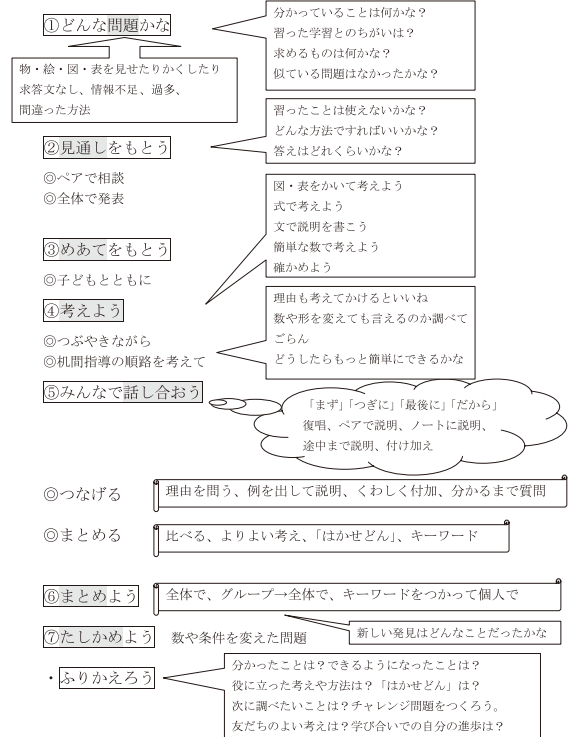 ①どんな問題かな
分かっていることは何かな?
習った学習とのちがいは?
求めるものは何かな?
似ている問題はなかったかな?
物・絵・図・表を見せたりかくしたり
求答文なし、情報不足、過多、
間違った方法
習ったことは使えないかな?
どんな方法ですればいいかな?
答えはどれくらいかな?
②見通しをもとう
◎ペアで相談
◎全体で発表
図・表をかいて考えよう
式で考えよう
文で説明を書こう
簡単な数で考えよう
確かめよう
③めあてをもとう
◎子どもとともに
④考えよう
◎つぶやきながら
◎机間指導の順路を考えて
理由も考えてかけるといいね
数や形を変えても言えるのか調べて
ごらん
どうしたらもっと簡単にできるかな
⑤みんなで話し合おう
「まず」「つぎに」「最後に」「だから」
復唱、ペアで説明、ノートに説明、
途中まで説明、付け加え
◎つなげる
理由を問う、例を出して説明、くわしく付加、分かるまで質問
◎まとめる
比べる、よりよい考え、「はかせどん」、キーワード
⑥まとめよう
全体で、グループ→全体で、キーワードをつかって個人で
⑦たしかめよう 数や条件を変えた問題
新しい発見はどんなことだったかな
・ふりかえろう
分かったことは?できるようになったことは?
役に立った考えや方法は?「はかせどん」は?
次に調べたいことは?チャレンジ問題をつくろう。
友だちのよい考えは?学び合いでの自分の進歩は?